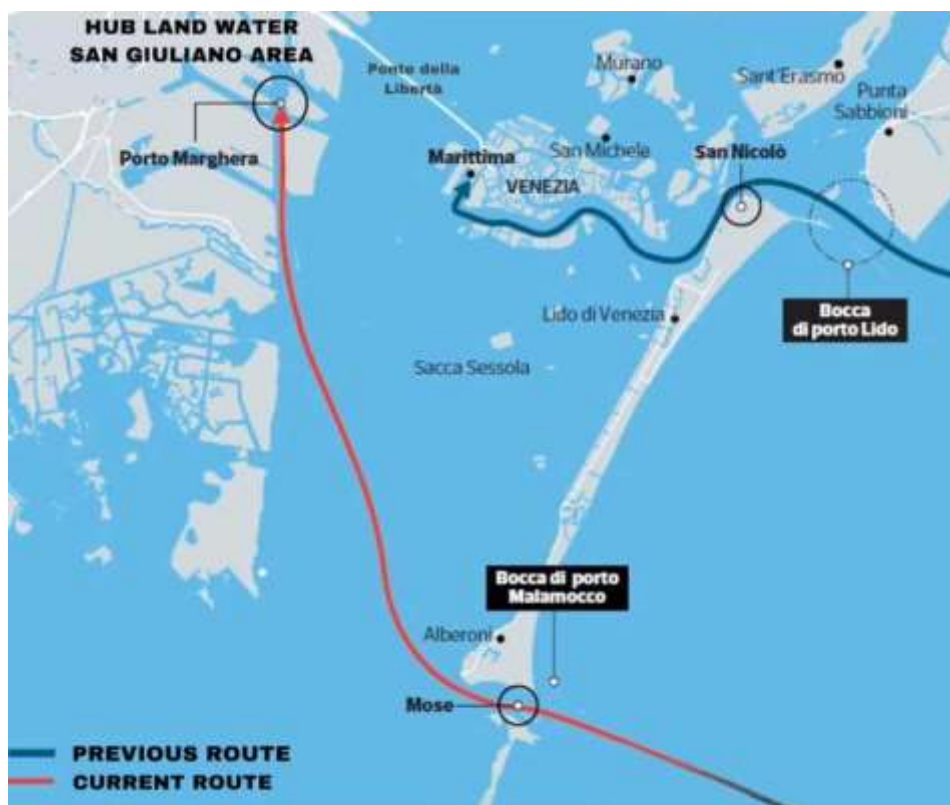 HUB LAND WATER
SAN GIULIANO AREA
Ponte della
Libertà
Murano
Sant'Erasmo
Punta
Sabbioni
Porto Marghera
Marittima
San Michele
San Nicolò
VENEZIA
Lido di Venezia
Bocca
di porto Lido
Sacca Sessola
Bocca di porto
Malamocco
Alberoni
Mose
PREVIOUS ROUTE
CURRENT ROUTE